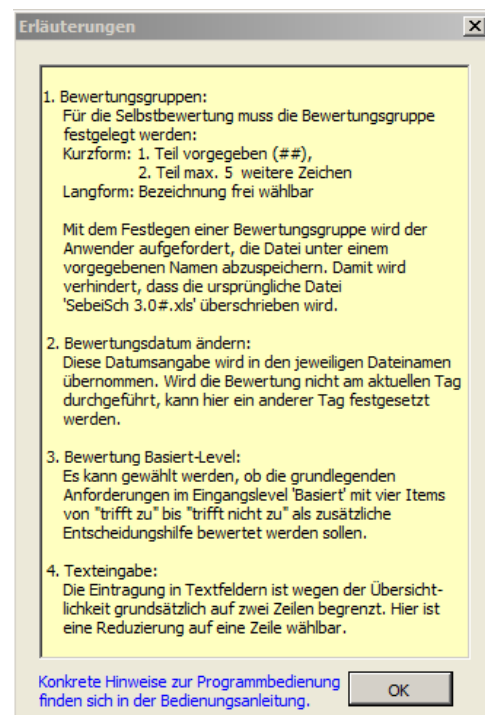 Erläuterungen
1. Bewertungsgruppen:
Für die Selbstbewertung muss die Bewertungsgruppe
festgelegt werden:
Kurzform: 1. Teil vorgegeben (##),
2. Teil max. 5 weitere Zeichen
Langform: Bezeichnung frei wählbar
Mit dem Festlegen einer Bewertungsgruppe wird der
Anwender aufgefordert, die Datei unter einem
vorgegebenen Namen abzuspeichern. Damit wird
verhindert, dass die ursprüngliche Datei
'SebeiSch 3.0#.xls' überschrieben wird.
2. Bewertungsdatum ändern:
Diese Datumsangabe wird in den jeweiligen Dateinamen
übernommen. Wird die Bewertung nicht am aktuellen Tag
durchgeführt, kann hier ein anderer Tag festgesetzt
werden.
3. Bewertung Basiert-Level:
Es kann gewählt werden, ob die grundlegenden
Anforderungen im Eingangslevel 'Basiert' mit vier Items
von "trifft zu" bis "trifft nicht zu" als zusätzliche
Entscheidungshilfe bewertet werden sollen.
4. Texteingabe:
Die Eintragung in Textfeldern ist wegen der Übersicht-
lichkeit grundsätzlich auf zwei Zeilen begrenzt. Hier ist
eine Reduzierung auf eine Zeile wählbar.
Konkrete Hinweise zur Programmbedienung
finden sich in der Bedienungsanleitung.
OK